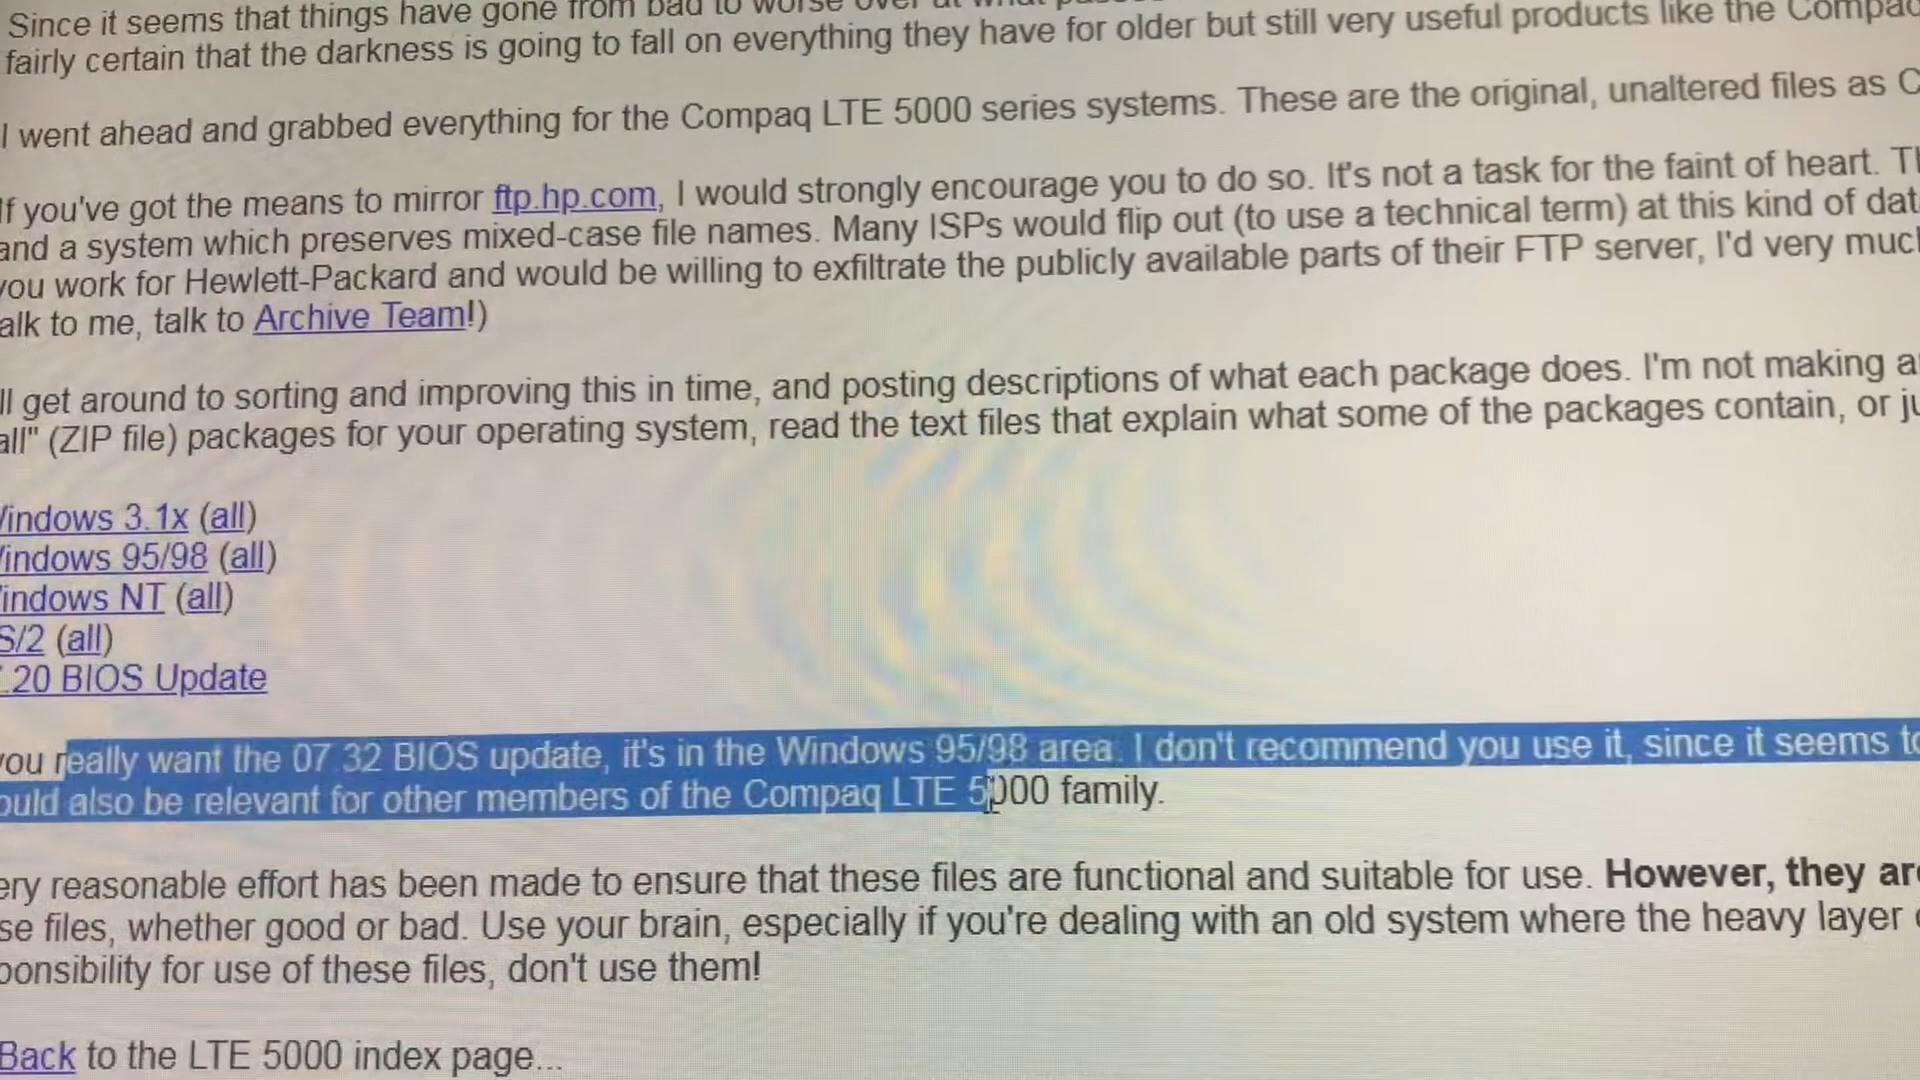 Since it seems that things have gone from bad to worse over at what
fairly certain that the darkness is going to fall on everything they have for older but still very useful products like the Compaq
I went ahead and grabbed everything for the Compaq LTE 5000 series systems. These are the original, unaltered files as C
If you've got the means to mirror ftp.hp.com, I would strongly encourage you to do so. It's not a task for the faint of heart. Th
and a system which preserves mixed-case file names. Many ISPs would flip out (to use a technical term) at this kind of dat
you work for Hewlett-Packard and would be willing to exfiltrate the publicly available parts of their FTP server, I'd very much
alk to me, talk to Archive Team!)
ll get around to sorting and improving this in time, and posting descriptions of what each package does. I'm not making a
all" (ZIP file) packages for your operating system, read the text files that explain what some of the packages contain, or ju
indows 3.1x (all)
indows 95/98 (all)
indows NT (all)
S/2 (all)
.20 BIOS Update
you really want the 07.32 BIOS update, it's in the Windows 95/98 area. I don't recommend you use it, since it seems to
ould also be relevant for other members of the Compaq LTE 5000 family.
ery reasonable effort has been made to ensure that these files are functional and suitable for use. However, they are
se files, whether good or bad. Use your brain, especially if you're dealing with an old system where the heavy layer
ponsibility for use of these files, don't use them!
Back to the LTE 5000 index page...